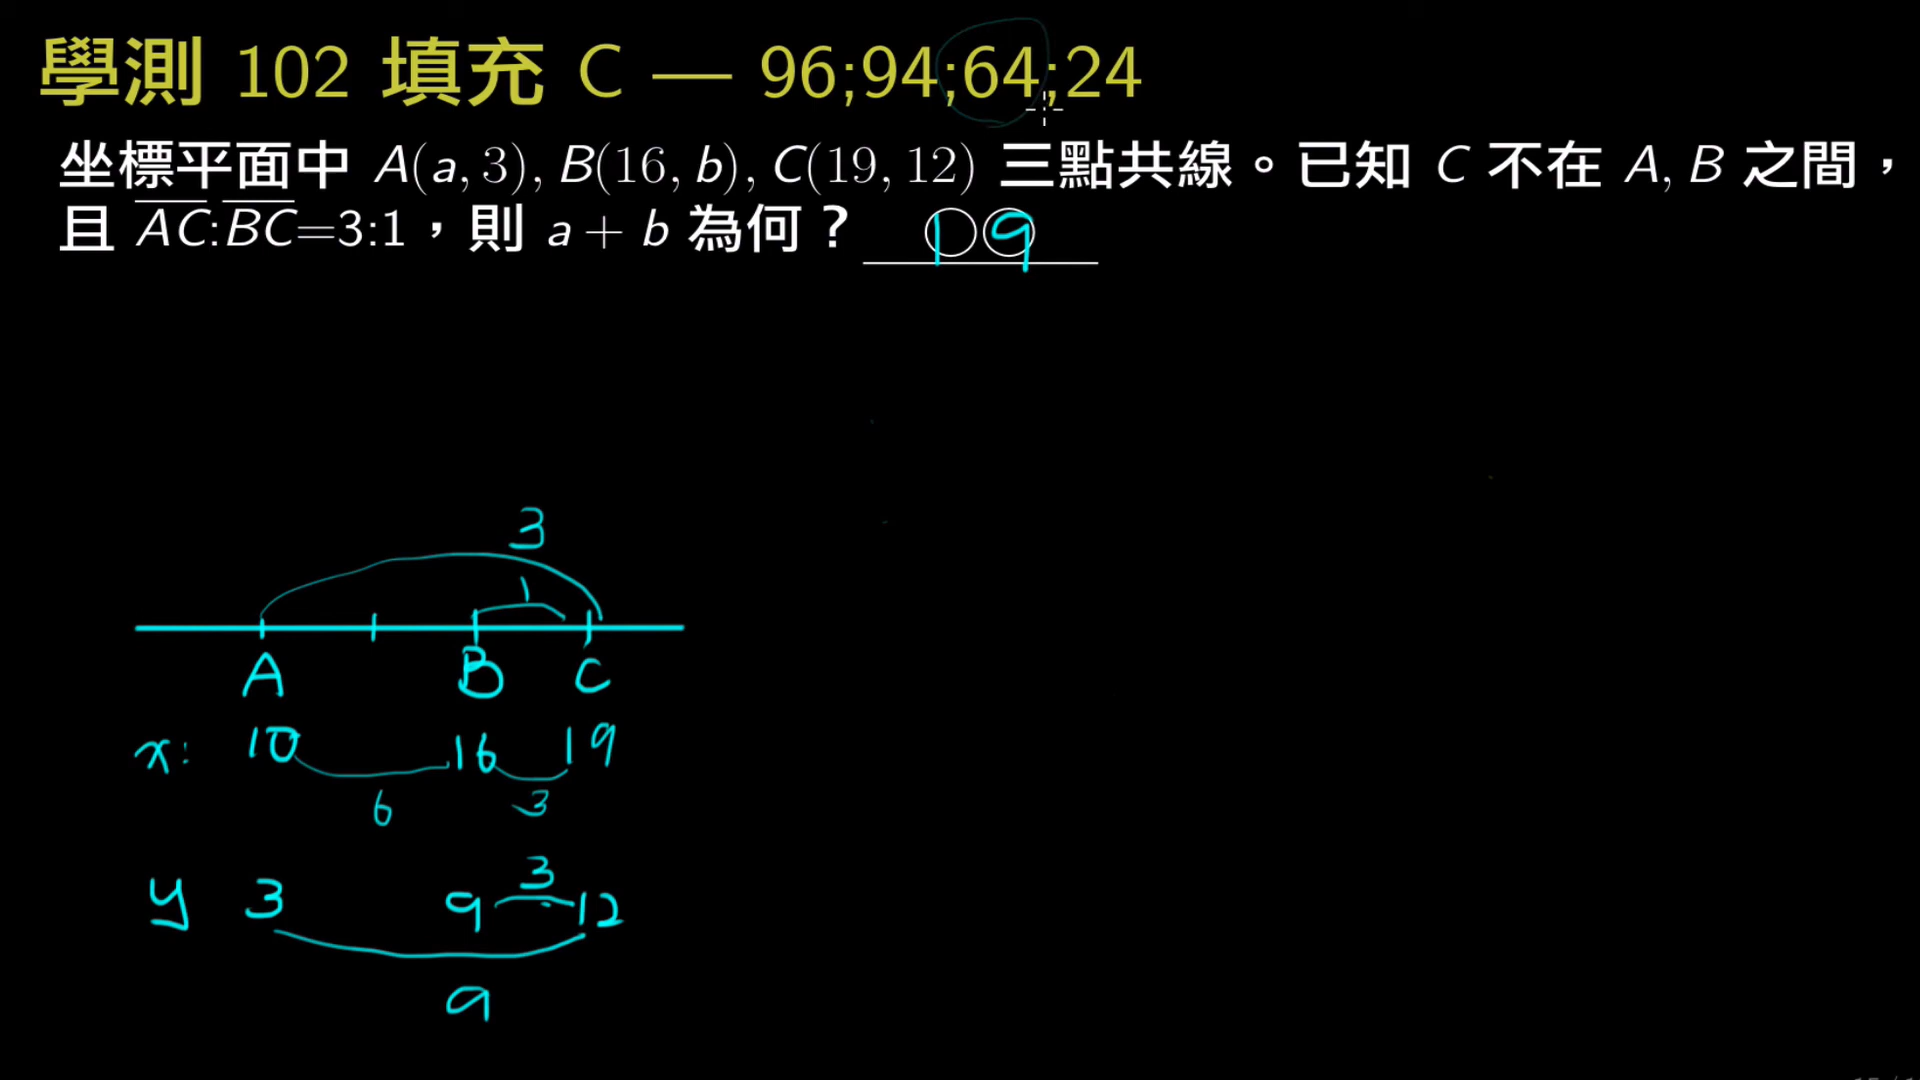 學測 102 填充 C — 96;94;64;24
坐標平面中 A(a, 3), B(16, b), C(19, 12) 三點共線。已知 C 不在 A, B 之間，
且 AC:BC=3:1，則 a + b 為何？ 19
3
1
A B C
x: 10 16 19
6 3
3
y 3 9 12
9